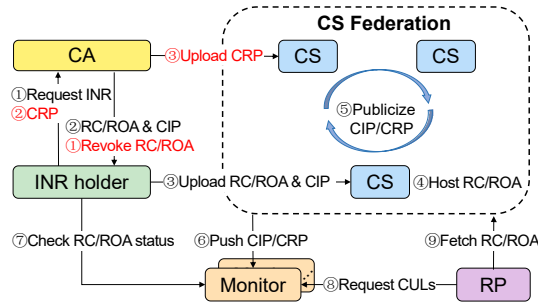 CS Federation
CA
③Upload CRP
CS
CS
①Request INR
②CRP
②RC/ROA & CIP
①Revoke RC/ROA
⑤Publicize
CIP/CRP
INR holder
③Upload RC/ROA & CIP
CS
④Host RC/ROA
⑦Check RC/ROA status
⑥Push CIP/CRP
⑨Fetch RC/ROA
Monitor
⑧Request CULs
RP